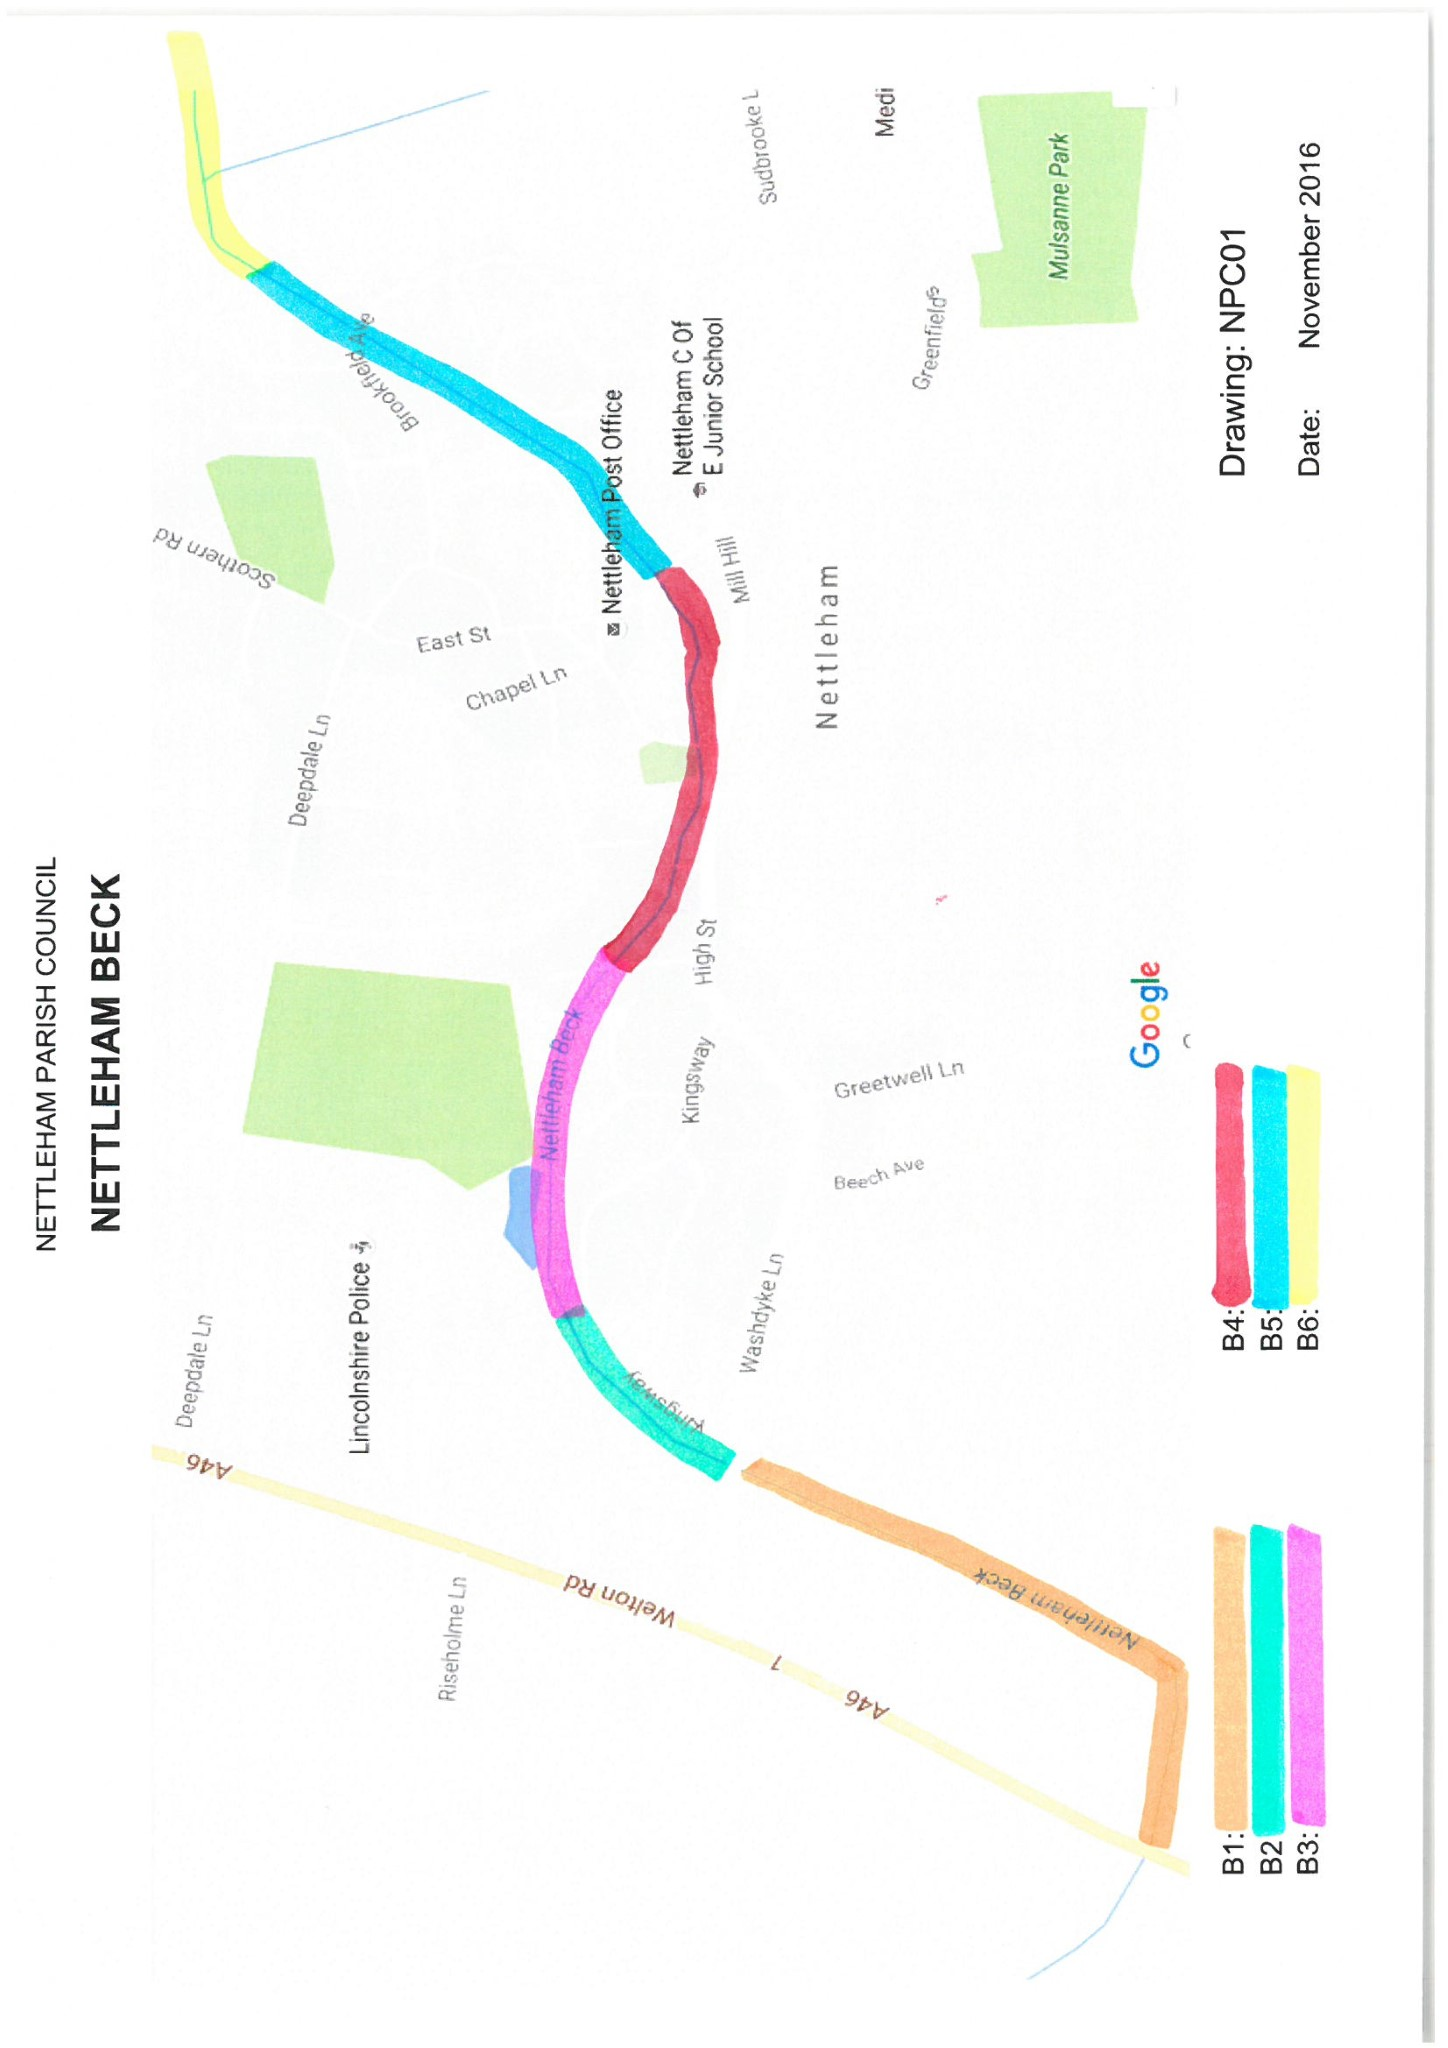 NETTLEHAM PARISH COUNCIL
NETTLEHAM BECK
A46
Deepdale Ln
Deepdale Ln
Scothern Rd
Lincolnshire Police
Riseholme Ln
Welton Rd
1
A46
East St
Chapel Ln
Brookfield Ave
Nettleham Beck
Nettleham Post Office
Kingsway
Nettleham C Of
E Junior School
Kingsway
High St
Mill Hill
Washdyke Ln
Sudbrooke L
Nettleham
Beech Ave
Greetwell Ln
Greenfields
Medi
Nettleham Beck
Mulsanne Park
Google
B1:
B2
B3:
B4:
B5:
B6:
Drawing: NPC01
Date: November 2016